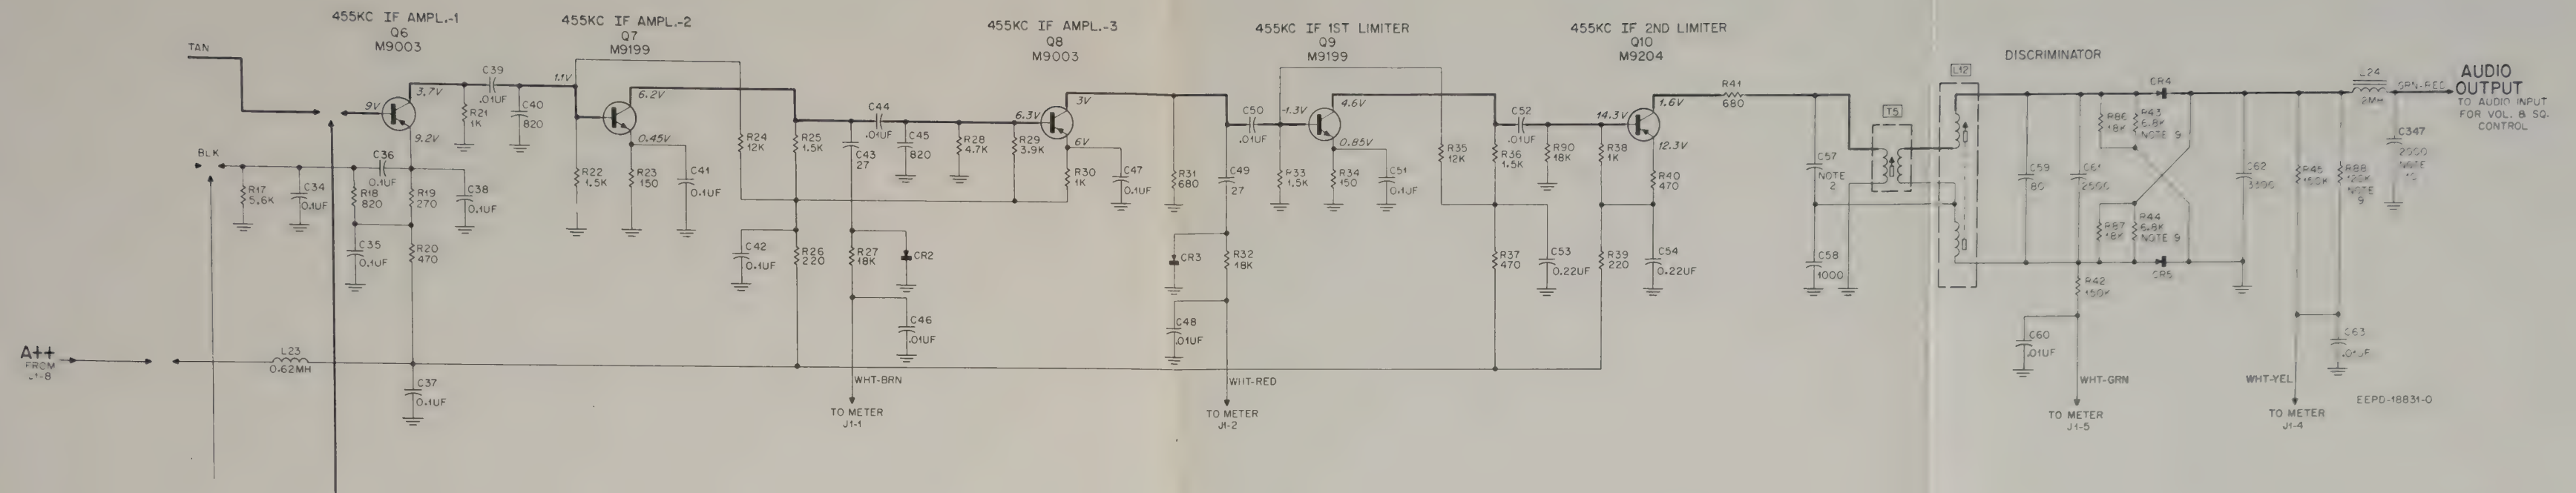 455KC IF AMPL.-1
Q6
M9003
455KC IF AMPL.-2
Q7
M9199
455KC IF AMPL.-3
Q8
M9003
455KC IF 1ST LIMITER
Q9
M9199
455KC IF 2ND LIMITER
Q10
M9204
DISCRIMINATOR
TAN
9V
3.7V
9.2V
C39
.01UF
R21
1K
C40
820
1.1V
6.2V
0.45V
BLK
R17
5.6K
C34
0.1UF
C36
0.1UF
R18
820
R19
270
C38
0.1UF
C35
0.1UF
R20
470
R22
1.5K
R23
150
C41
0.1UF
R24
12K
R25
1.5K
C42
0.1UF
R26
220
C43
27
C44
.01UF
C45
820
R27
18K
CR2
C46
.01UF
R28
4.7K
R29
3.9K
6.3V
3V
6V
R30
1K
C47
0.1UF
R31
680
C49
27
C50
.01UF
CR3
R32
18K
C48
.01UF
-1.3V
4.6V
0.85V
R33
1.5K
R34
150
C51
0.1UF
R35
12K
R36
1.5K
C52
.01UF
R90
18K
R37
470
C53
0.22UF
14.3V
1.6V
12.3V
R38
1K
R40
470
R39
220
C54
0.22UF
R41
680
C57
NOTE
2
C58
1000
T5
L12
C59
80
C61
2500
R86
18K
R43
6.8K
NOTE 9
CR4
R87
18K
R44
6.8K
NOTE 9
CR5
R42
150K
C60
.01UF
C62
3300
R45
150K
R88
NOTE
9
C63
.01UF
L24
2MH
GRN-RED
AUDIO
OUTPUT
TO AUDIO INPUT
FOR VOL. & SQ.
CONTROL
C347
NOTE
A++
FROM
J1-8
L23
0.62MH
C37
0.1UF
WHT-BRN
TO METER
J1-1
WHT-RED
TO METER
J1-2
WHT-GRN
TO METER
J1-5
WHT-YEL
TO METER
J1-4
EEPD-18831-0